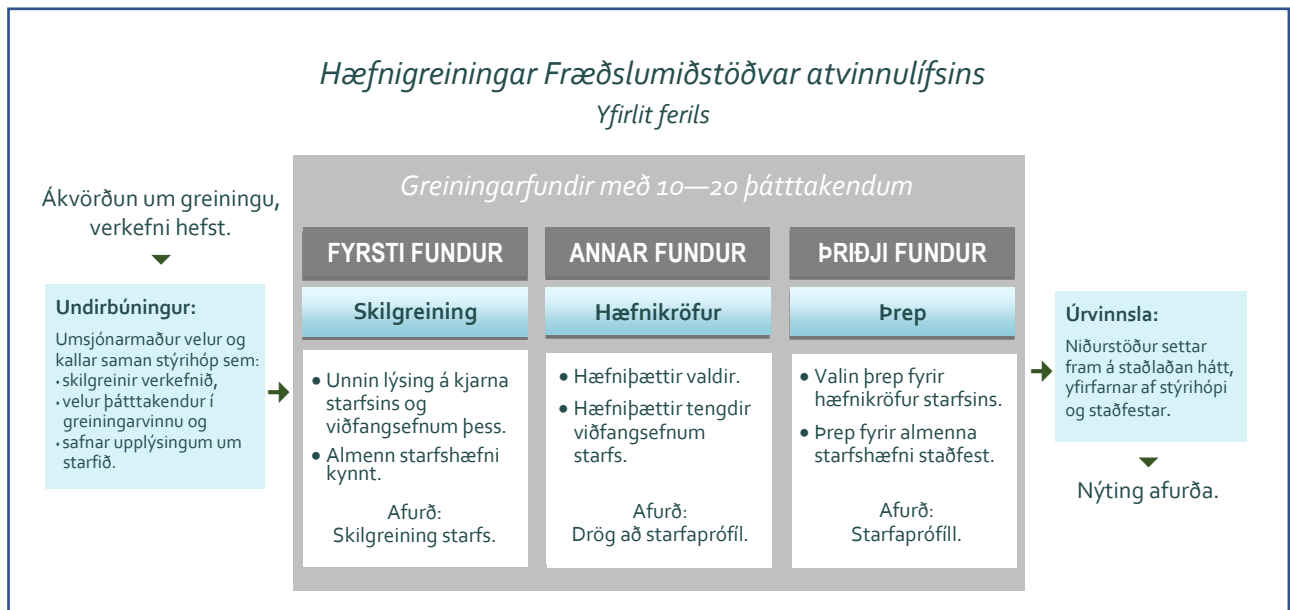 Hæfnigreiningar Fræðslumiðstöðvar atvinnulífsins
Yfirlit ferils
Ákvörðun um greiningu,
verkefni hefst.
Undirbúningur:
Umsjónarmaður velur og
kallar saman stýrihóp sem:
· skilgreinir verkefnið,
· velur þátttakendur í
greiningarvinnu og
· safnar upplýsingum um
starfið.
Greiningarfundir með 10—20 þátttakendum
FYRSTI FUNDUR
Skilgreining
• Unnin lýsing á kjarna
starfsins og
viðfangsefnum þess.
• Almenn starfshæfni
kynnt.
Afurð:
Skilgreining starfs.
ANNAR FUNDUR
Hæfnikröfur
• Hæfniþættir valdir.
• Hæfniþættir tengdir
viðfangsefnum
starfs.
Afurð:
Drög að starfaprófíl.
ÞRIÐJI FUNDUR
Þrep
• Valin þrep fyrir
hæfnikröfur starfsins.
• Þrep fyrir almenna
starfshæfni staðfest.
Afurð:
Starfaprófíll.
Úrvinnsla:
Niðurstöður settar
fram á staðlaðan hátt,
yfirfarnar af stýrihópi
og staðfestar.
Nýting afurða.